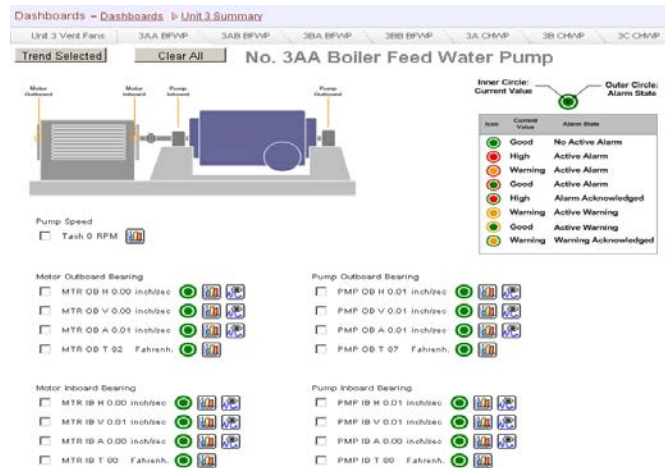 Dashboards - Dashboards ▷ Unit 3 Summary
Unit 3 Vent Fans 3AA BFWP 3AB BFWP 3BA BFWP 3BB BFWP 3A CHWP 3B CHWP 3C CHWP
Trend Selected Clear All No. 3AA Boiler Feed Water Pump
Motor Outboard
Motor Inboard
Pump Inboard
Pump Outboard
Inner Circle: Current Value
Outer Circle: Alarm State
Icon Current Value Alarm State
Good No Active Alarm
High Active Alarm
Warning Active Alarm
Good Active Alarm
High Alarm Acknowledged
Warning Active Warning
Good Active Warning
Warning Warning Acknowledged
Pump Speed
Tach 0 RPM
Motor Outboard Bearing
MTR OB H 0.00 inch/sec
MTR OB V 0.00 inch/sec
MTR OB A 0.01 inch/sec
MTR OB T 82 Fahrenh.
Pump Outboard Bearing
PMP OB H 0.01 inch/sec
PMP OB V 0.01 inch/sec
PMP OB A 0.01 inch/sec
PMP OB T 87 Fahrenh.
Motor Inboard Bearing
MTR IB H 0.00 inch/sec
MTR IB V 0.01 inch/sec
MTR IB A 0.00 inch/sec
MTR IB T Fahrenh.
Pump Inboard Bearing
PMP IB H 0.01 inch/sec
PMP IB V 0.01 inch/sec
PMP IB A 0.00 inch/sec
PMP IB T Fahrenh.